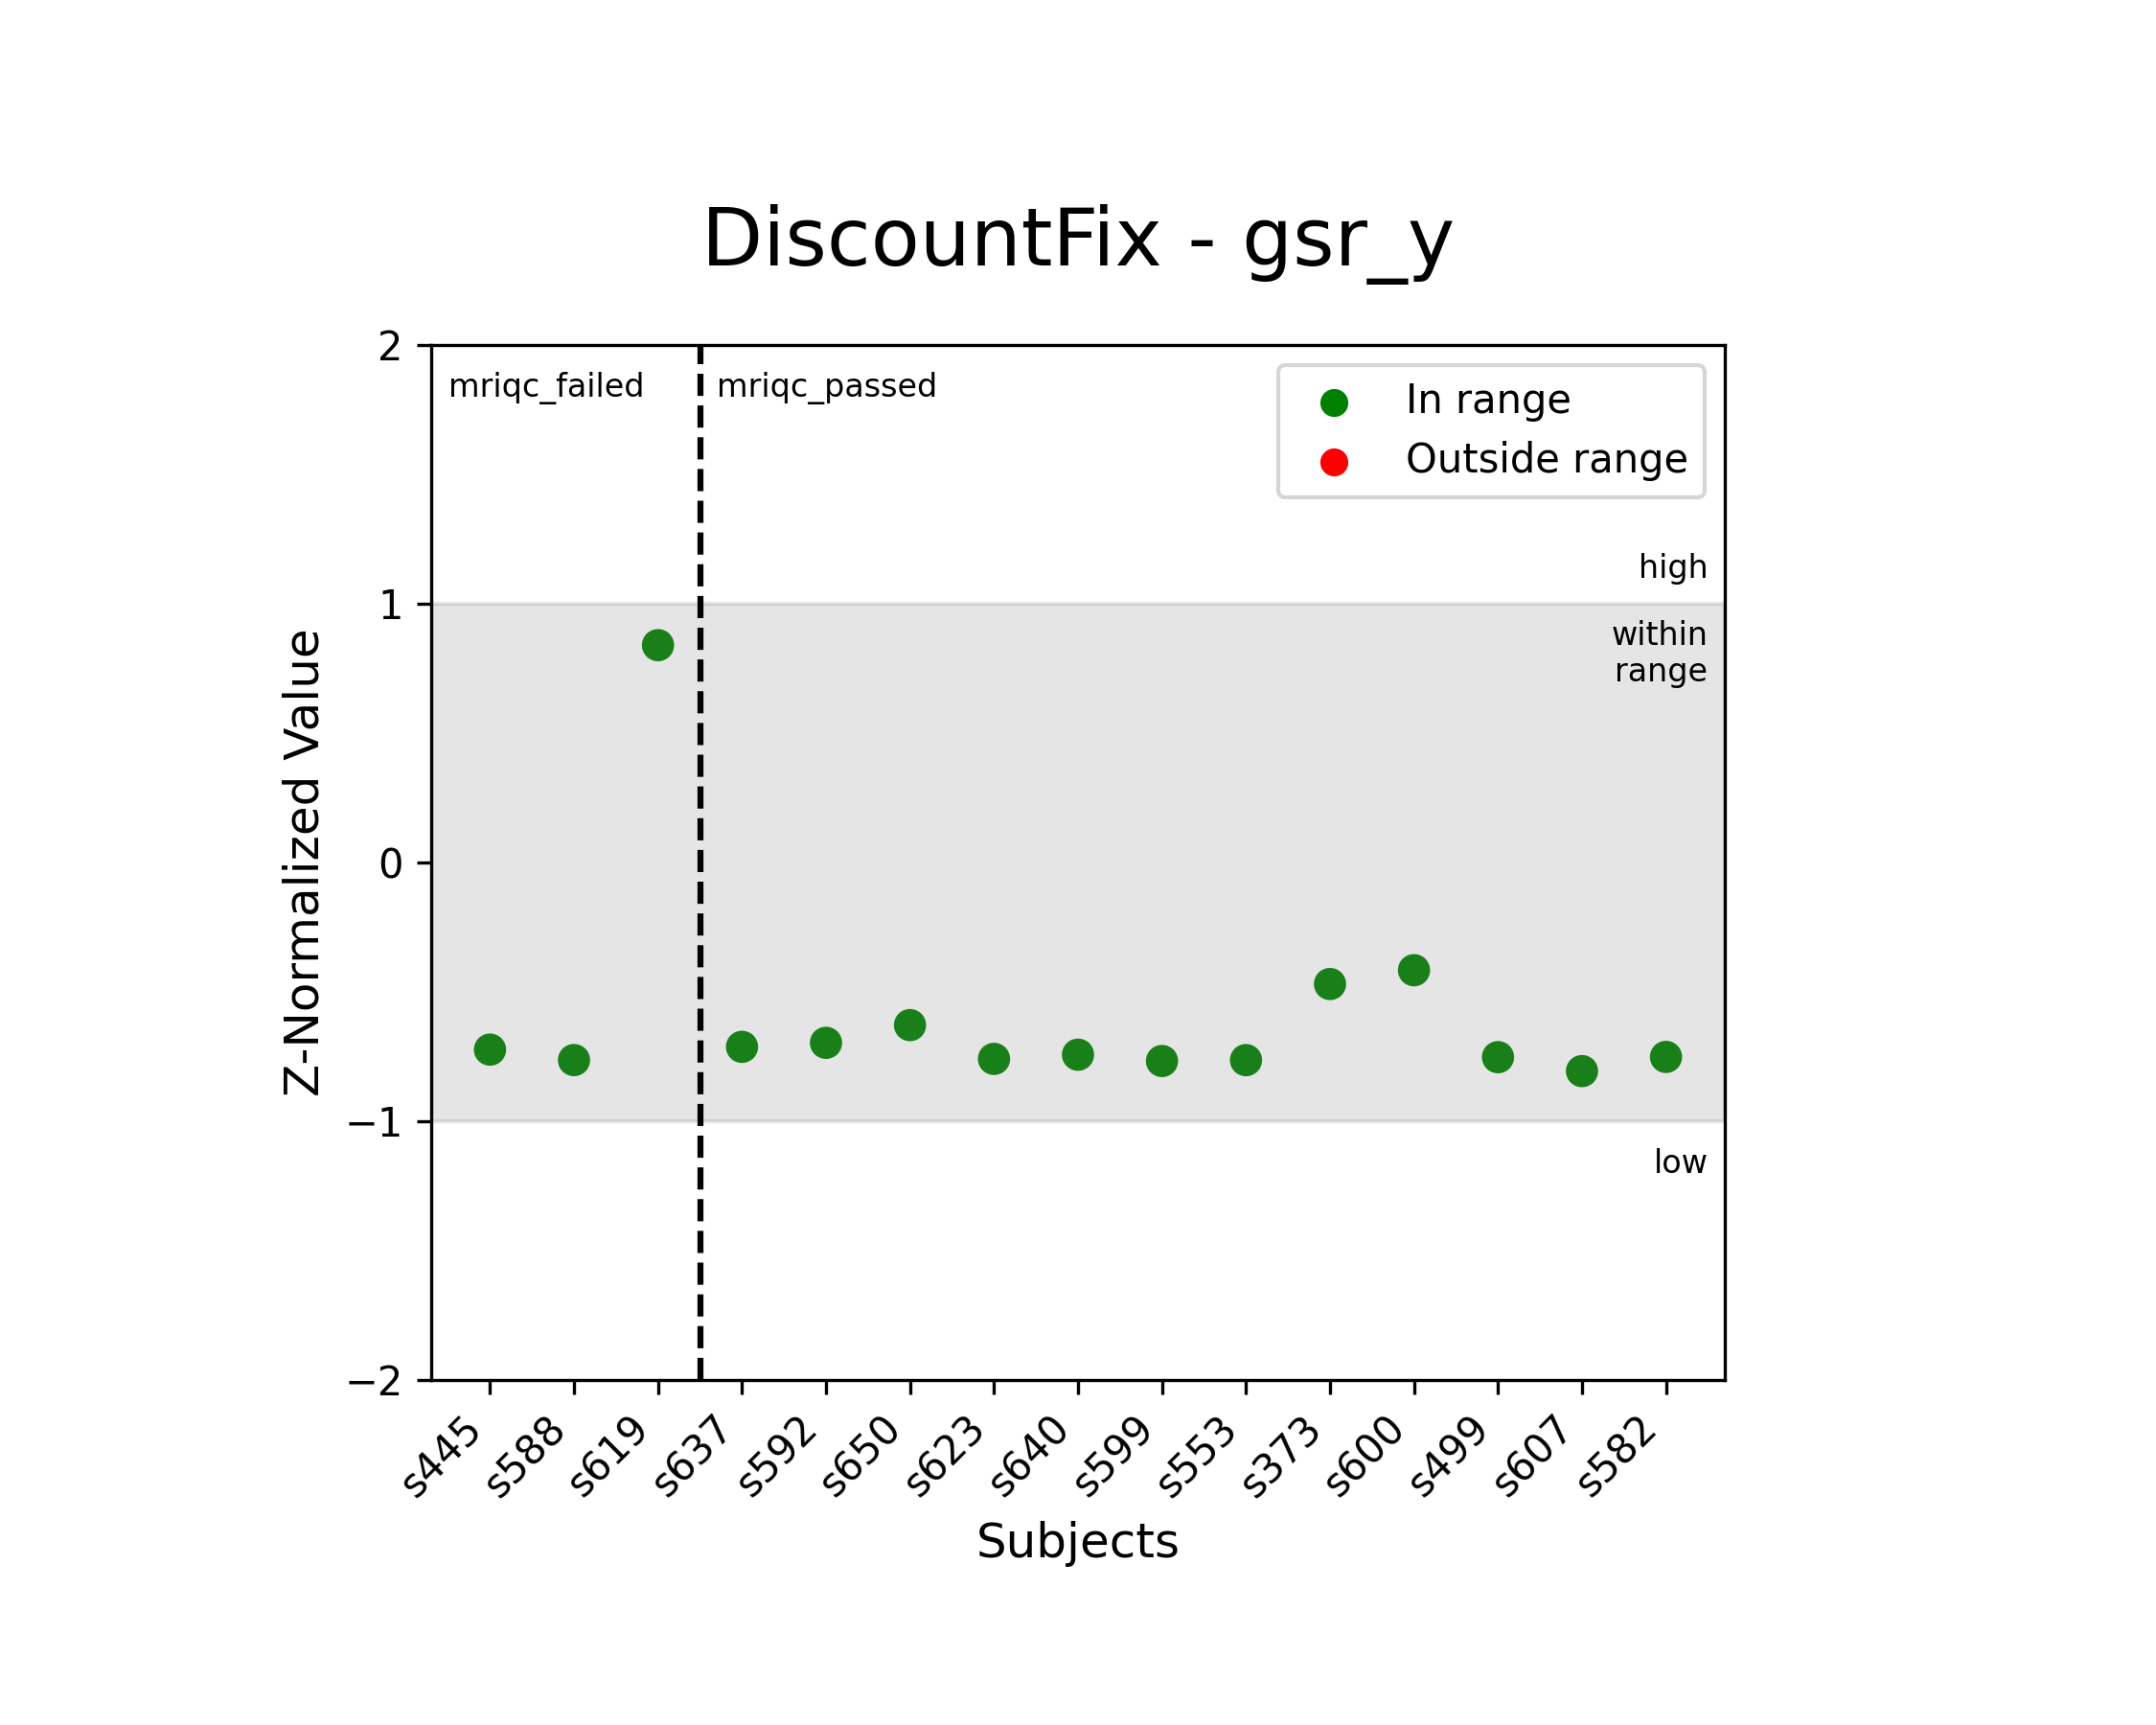 DiscountFix - gsr_y
2
mriqc_failed
mriqc_passed
In range
Outside range
high
1
within
range
Z-Normalized Value
0
−1
low
−2
s445
s588
s619
s637
s592
s650
s623
s640
s599
s553
s373
s600
s499
s607
s582
Subjects